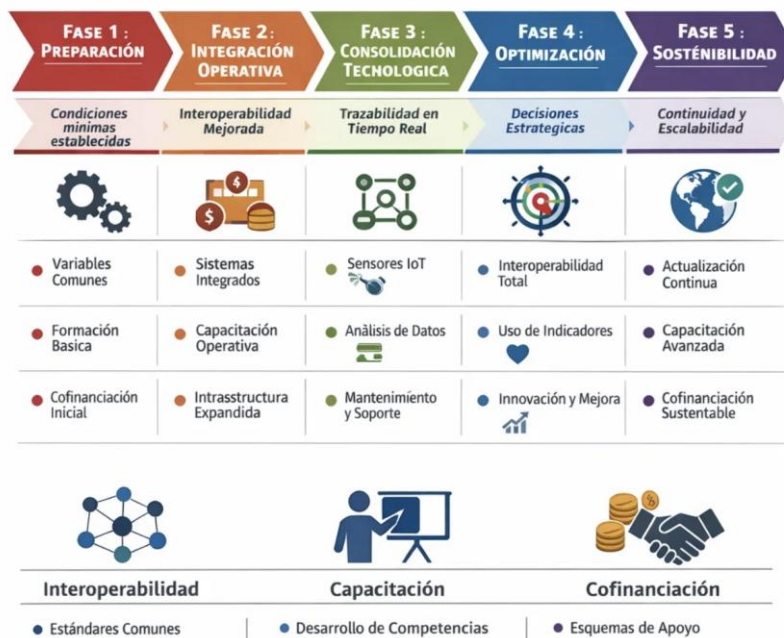 FASE 1 :
PREPARACIÓN
FASE 2 :
INTEGRACIÓN
OPERATIVA
FASE 3 :
CONSOLIDACIÓN
TECNOLOGICA
FASE 4 :
OPTIMIZACIÓN
FASE 5 :
SOSTÉNIBILIDAD
Condiciones
minimas
establecidas
Interoperabilidad
Mejorada
Trazabilidad en
Tiempo Real
Decisiones
Estrategicas
Continuidad y
Escalabilidad
Variables
Comunes
Sistemas
Integrados
Sensores IoT
Interoperabilidad
Total
Actualización
Continua
Formación
Basica
Capacitación
Operativa
Anàlisis de Datos
Uso de Indicadores
Capacitación
Avanzada
Cofinanciación
Inicial
Intrasstructura
Expandida
Mantenimiento
y Soporte
Innovación y Mejora
Cofinanciación
Sustentable
Interoperabilidad
Capacitación
Cofinanciación
Estándares Comunes
Desarrollo de Competencias
Esquemas de Apoyo